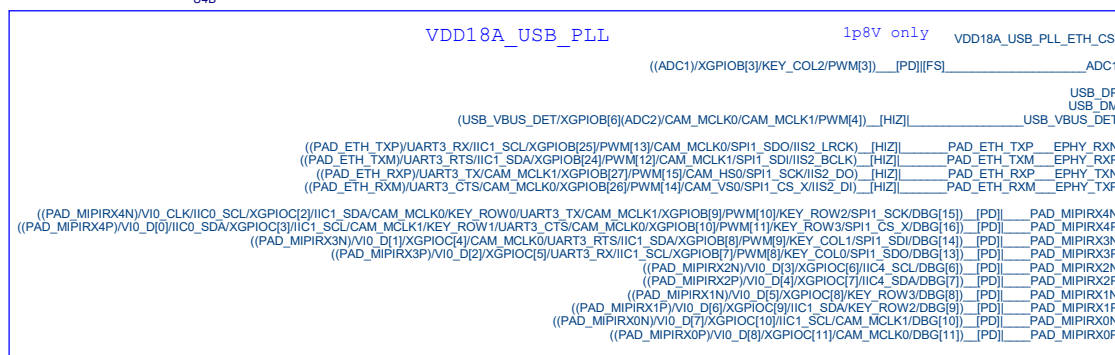 VDD18A_USB_PLL 1p8V only VDD18A_USB_PLL_ETH_CS
((ADC1)/XGPIOB[3]/KEY_COL2/PWM[3])___[PD]|[FS]____________________ADC1
USB_DP
USB_DM
(USB_VBUS_DET/XGPIOB[6](ADC2)/CAM_MCLK0/CAM_MCLK1/PWM[4])__[HIZ]|________________USB_VBUS_DET
((PAD_ETH_TXP)/UART3_RX/IIC1_SCL/XGPIOB[25]/PWM[13]/CAM_MCLK0/SPI1_SDO/IIS2_LRCK)__[HIZ]|______PAD_ETH_TXP___EPHY_RXN
((PAD_ETH_TXM)/UART3_RTS/IIC1_SDA/XGPIOB[24]/PWM[12]/CAM_MCLK1/SPI1_SDI/IIS2_BCLK)__[HIZ]|______PAD_ETH_TXM___EPHY_RXP
((PAD_ETH_RXP)/UART3_TX/CAM_MCLK1/XGPIOB[27]/PWM[15]/CAM_HS0/SPI1_SCK/IIS2_DO)__[HIZ]|______PAD_ETH_RXP___EPHY_TXN
((PAD_ETH_RXM)/UART3_CTS/CAM_MCLK0/XGPIOB[26]/PWM[14]/CAM_VS0/SPI1_CS_X/IIS2_DI)__[HIZ]|______PAD_ETH_RXM___EPHY_TXP
((PAD_MIPIRX4N)/VI0_CLK/IIC0_SCL/XGPIOC[2]/IIC1_SDA/CAM_MCLK0/KEY_ROW0/UART3_TX/CAM_MCLK1/XGPIOB[9]/PWM[10]/KEY_ROW2/SPI1_SCK/DBG[15])__[PD]|____PAD_MIPIRX4N
((PAD_MIPIRX4P)/VI0_D[0]/IIC0_SDA/XGPIOC[3]/IIC1_SCL/CAM_MCLK1/KEY_ROW1/UART3_CTS/CAM_MCLK0/XGPIOB[10]/PWM[11]/KEY_ROW3/SPI1_CS_X/DBG[16])__[PD]|____PAD_MIPIRX4P
((PAD_MIPIRX3N)/VI0_D[1]/XGPIOC[4]/CAM_MCLK0/UART3_RTS/IIC1_SDA/XGPIOB[8]/PWM[9]/KEY_COL1/SPI1_SDI/DBG[14])__[PD]|____PAD_MIPIRX3N
((PAD_MIPIRX3P)/VI0_D[2]/XGPIOC[5]/UART3_RX/IIC1_SCL/XGPIOB[7]/PWM[8]/KEY_COL0/SPI1_SDO/DBG[13])__[PD]|____PAD_MIPIRX3P
((PAD_MIPIRX2N)/VI0_D[3]/XGPIOC[6]/IIC4_SCL/DBG[6])__[PD]|____PAD_MIPIRX2N
((PAD_MIPIRX2P)/VI0_D[4]/XGPIOC[7]/IIC4_SDA/DBG[7])__[PD]|____PAD_MIPIRX2P
((PAD_MIPIRX1N)/VI0_D[5]/XGPIOC[8]/KEY_ROW3/DBG[8])__[PD]|____PAD_MIPIRX1N
((PAD_MIPIRX1P)/VI0_D[6]/XGPIOC[9]/IIC1_SDA/KEY_ROW2/DBG[9])__[PD]|____PAD_MIPIRX1P
((PAD_MIPIRX0N)/VI0_D[7]/XGPIOC[10]/IIC1_SCL/CAM_MCLK1/DBG[10])__[PD]|____PAD_MIPIRX0N
((PAD_MIPIRX0P)/VI0_D[8]/XGPIOC[11]/CAM_MCLK0/DBG[11])__[PD]|____PAD_MIPIRX0P